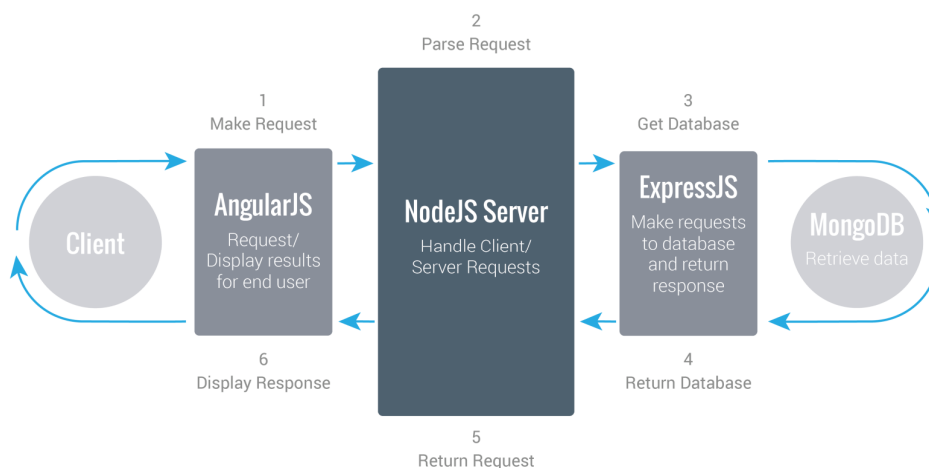 2
Parse Request
1
Make Request
3
Get Database
Client
AngularJS
Request/
Display results
for end user
NodeJS Server
Handle Client/
Server Requests
ExpressJS
Make requests
to database
and return
response
MongoDB
Retrieve data
6
Display Response
4
Return Database
5
Return Request